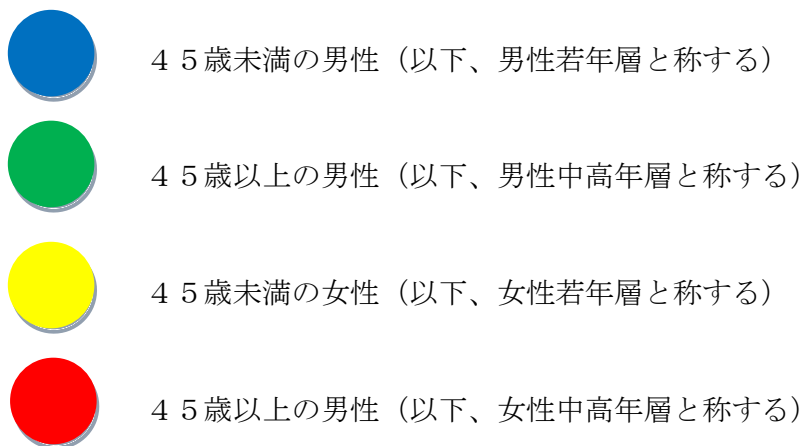 ４５歳未満の男性（以下、男性若年層と称する）
４５歳以上の男性（以下、男性中高年層と称する）
４５歳未満の女性（以下、女性若年層と称する）
４５歳以上の男性（以下、女性中高年層と称する）